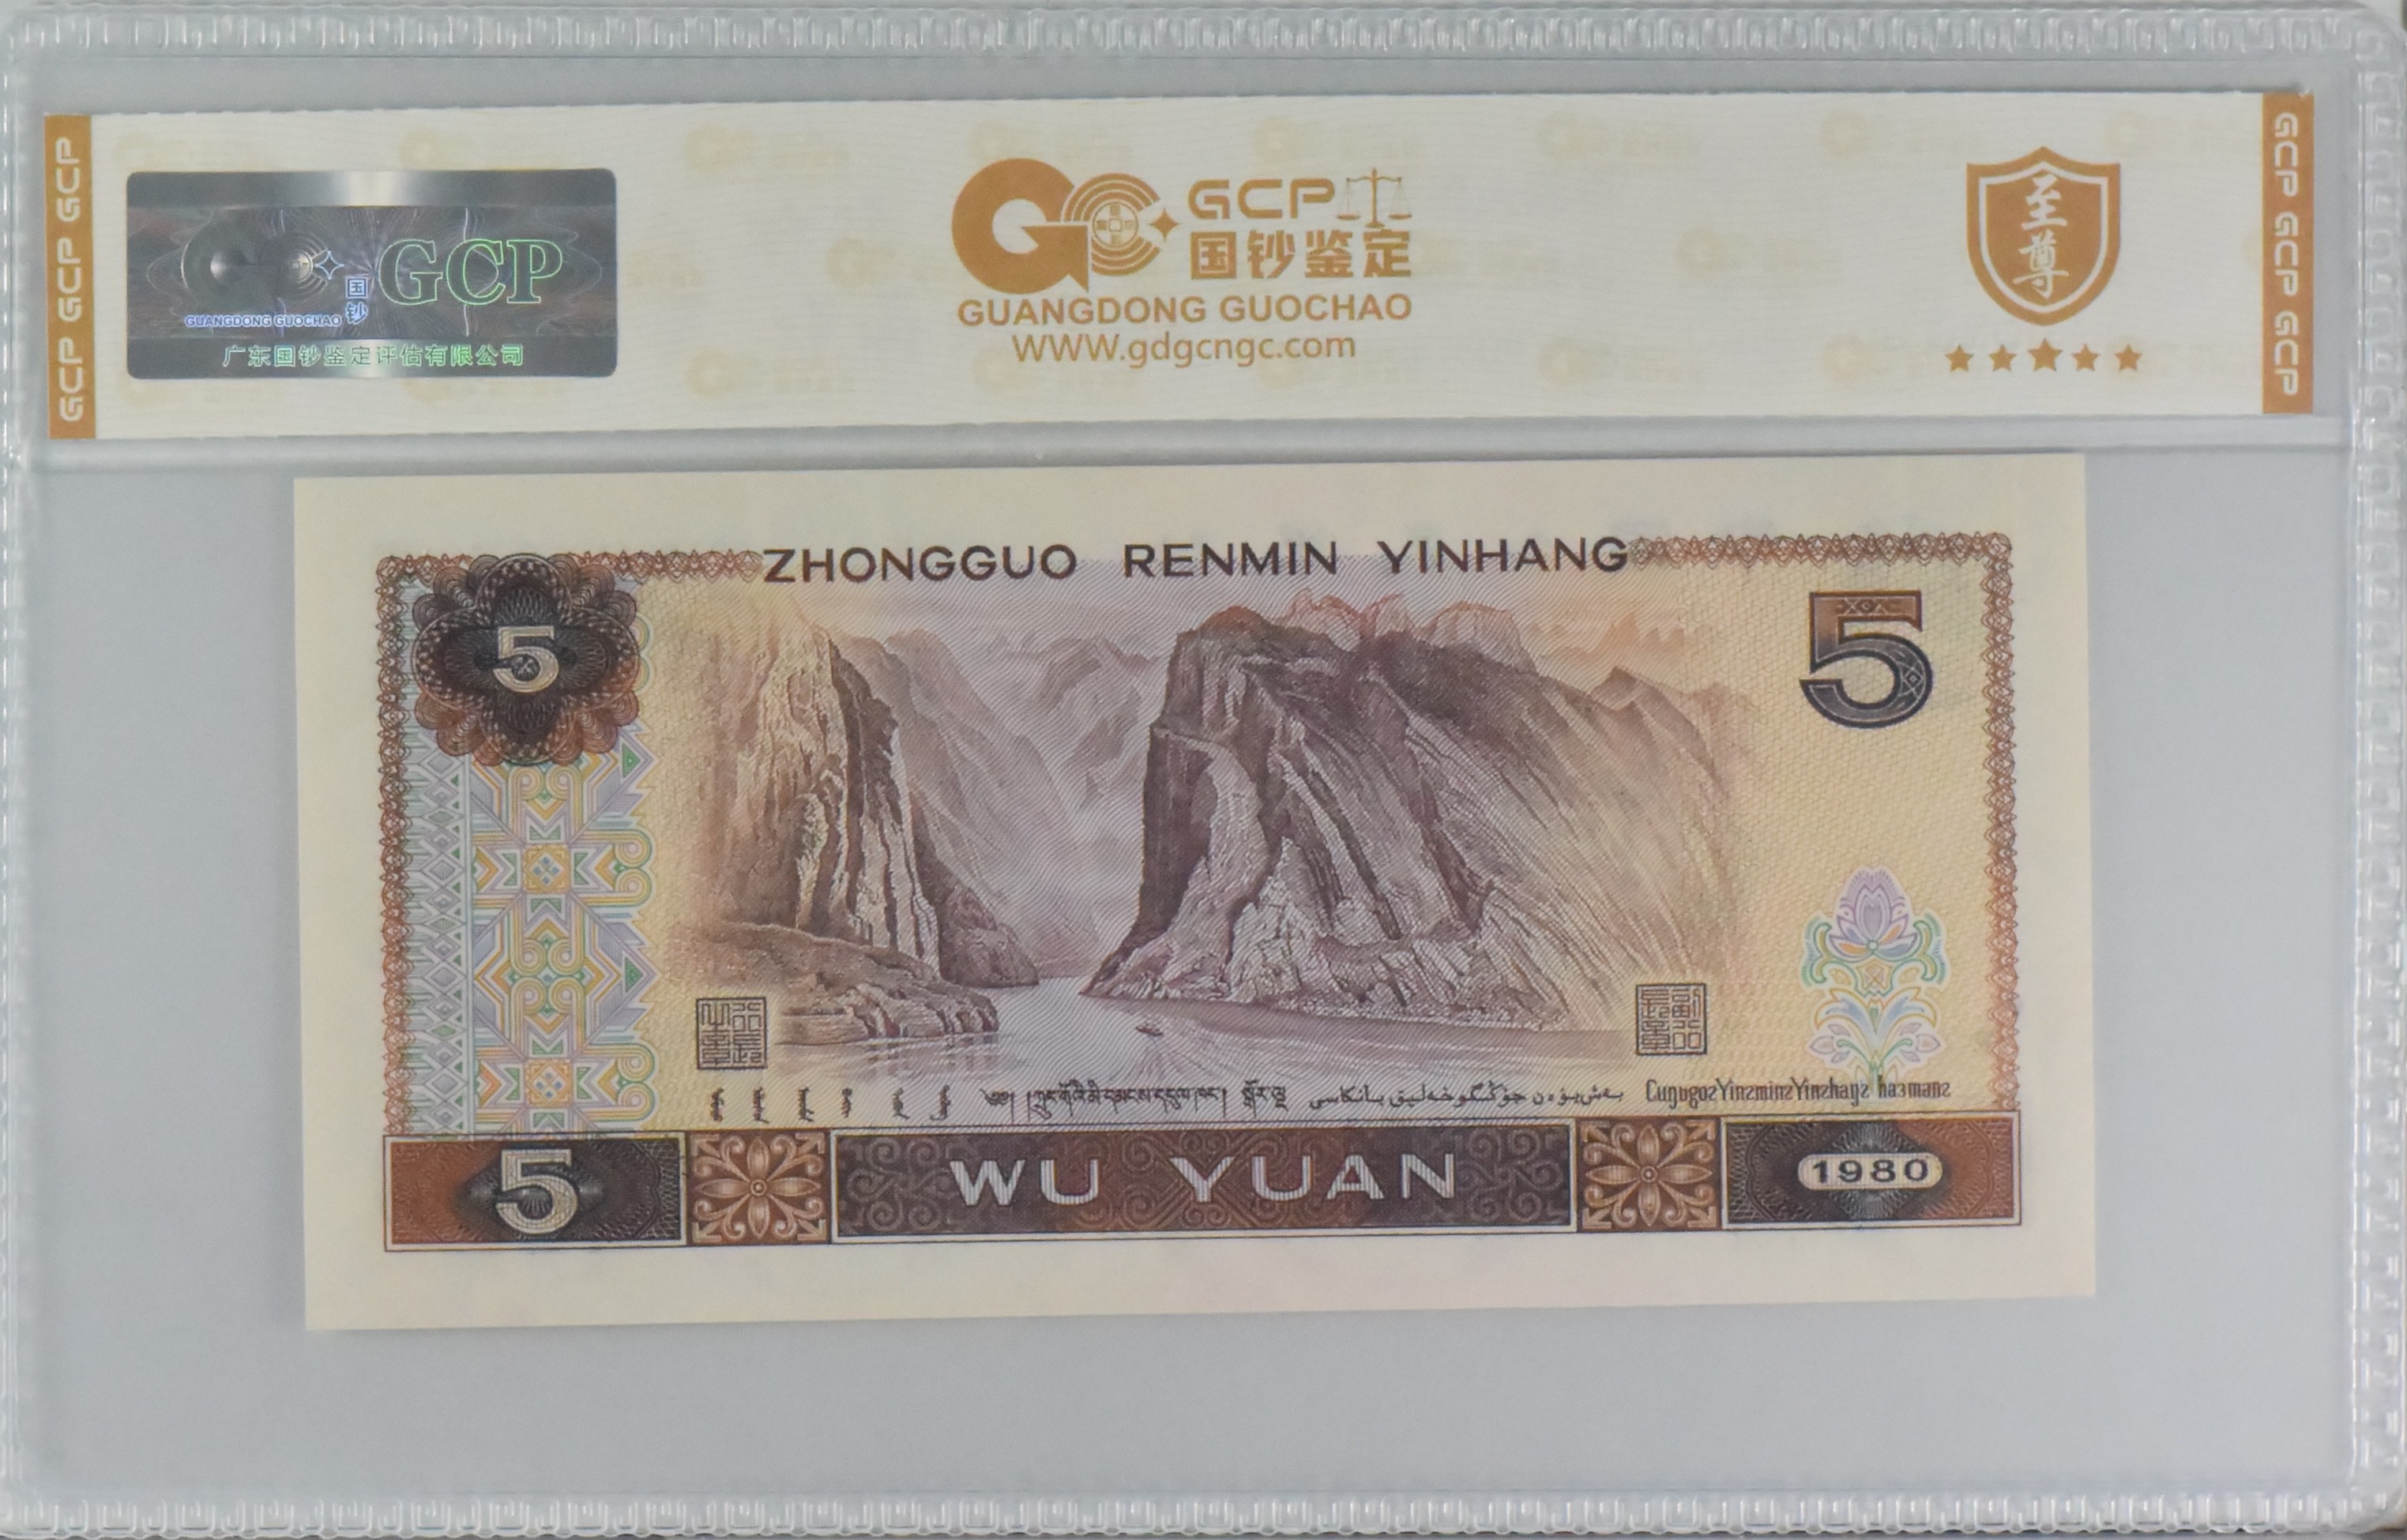 GCP GCP GCP
GCP
国钞
GUANGDONG GUOCHAO
广东国钞鉴定评估有限公司
GCP
国钞鉴定
GUANGDONG GUOCHAO
WWW.gdgcngc.com
至尊
GCP GCP GCP
ZHONGGUO RENMIN YINHANG
5
5
5
WU YUAN
1980